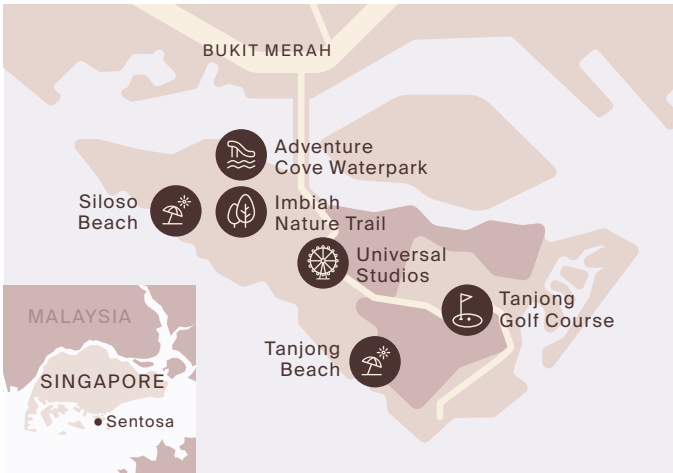 BUKIT MERAH
Adventure
Cove Waterpark
Siloso
Beach
Imbiah
Nature Trail
Universal
Studios
Tanjong
Golf Course
Tanjong
Beach
MALAYSIA
SINGAPORE
Sentosa